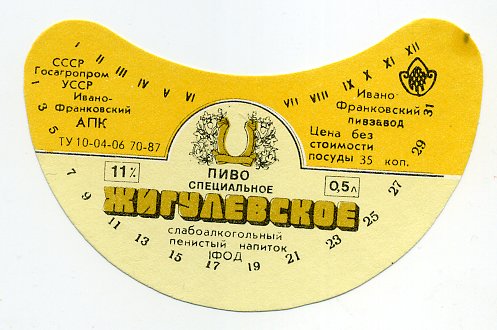 I II III IV V VI VII VIII IX X XI XII
СССР
Госагропром
УССР
Ивано-
Франковский
АПК
ТУ 10-04-06 70-87
Ивано-
Франковский
пивзавод
Цена без
стоимости
посуды 35 коп.
11%
0,5л
ПИВО
СПЕЦИАЛЬНОЕ
ЖИГУЛЕВСКОЕ
слабоалкогольный
пенистый напиток
1 3 5 7 9 11 13 15 17 19 21 23 25 27 29 31